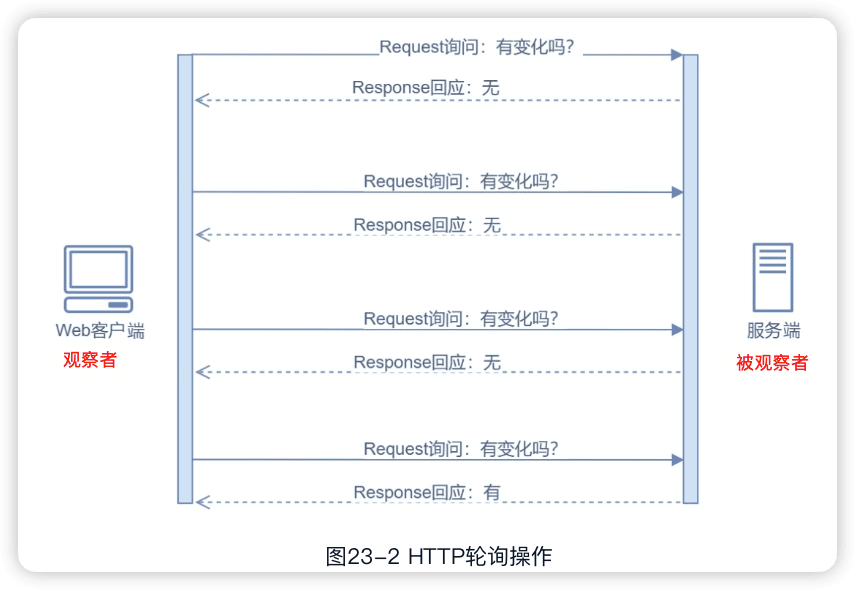 Request询问：有变化吗？
Response回应：无
Request询问：有变化吗？
Response回应：无
Request询问：有变化吗？
Response回应：无
Request询问：有变化吗？
Response回应：有
Web客户端
观察者
服务端
被观察者
图23-2 HTTP轮询操作